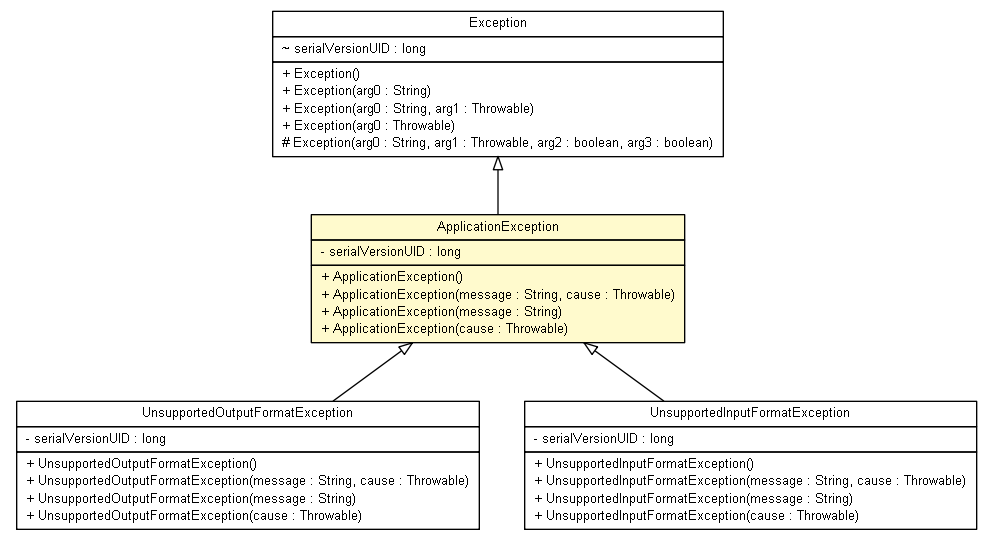 Exception
~ serialVersionUID : long
+ Exception()
+ Exception(arg0 : String)
+ Exception(arg0 : String, arg1 : Throwable)
+ Exception(arg0 : Throwable)
# Exception(arg0 : String, arg1 : Throwable, arg2 : boolean, arg3 : boolean)
ApplicationException
- serialVersionUID : long
+ ApplicationException()
+ ApplicationException(message : String, cause : Throwable)
+ ApplicationException(message : String)
+ ApplicationException(cause : Throwable)
UnsupportedOutputFormatException
- serialVersionUID : long
+ UnsupportedOutputFormatException()
+ UnsupportedOutputFormatException(message : String, cause : Throwable)
+ UnsupportedOutputFormatException(message : String)
+ UnsupportedOutputFormatException(cause : Throwable)
UnsupportedInputFormatException
- serialVersionUID : long
+ UnsupportedInputFormatException()
+ UnsupportedInputFormatException(message : String, cause : Throwable)
+ UnsupportedInputFormatException(message : String)
+ UnsupportedInputFormatException(cause : Throwable)